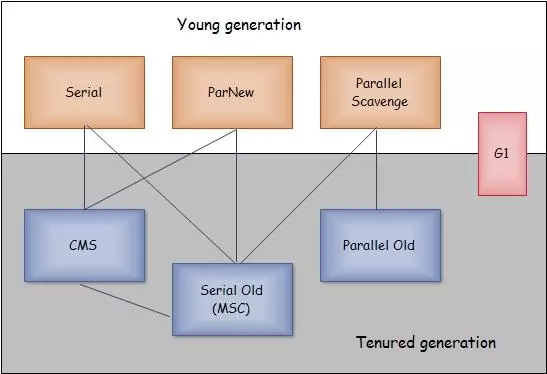 Young generation
Serial
ParNew
Parallel
Scavenge
G1
CMS
Serial Old
(MSC)
Parallel Old
Tenured generation